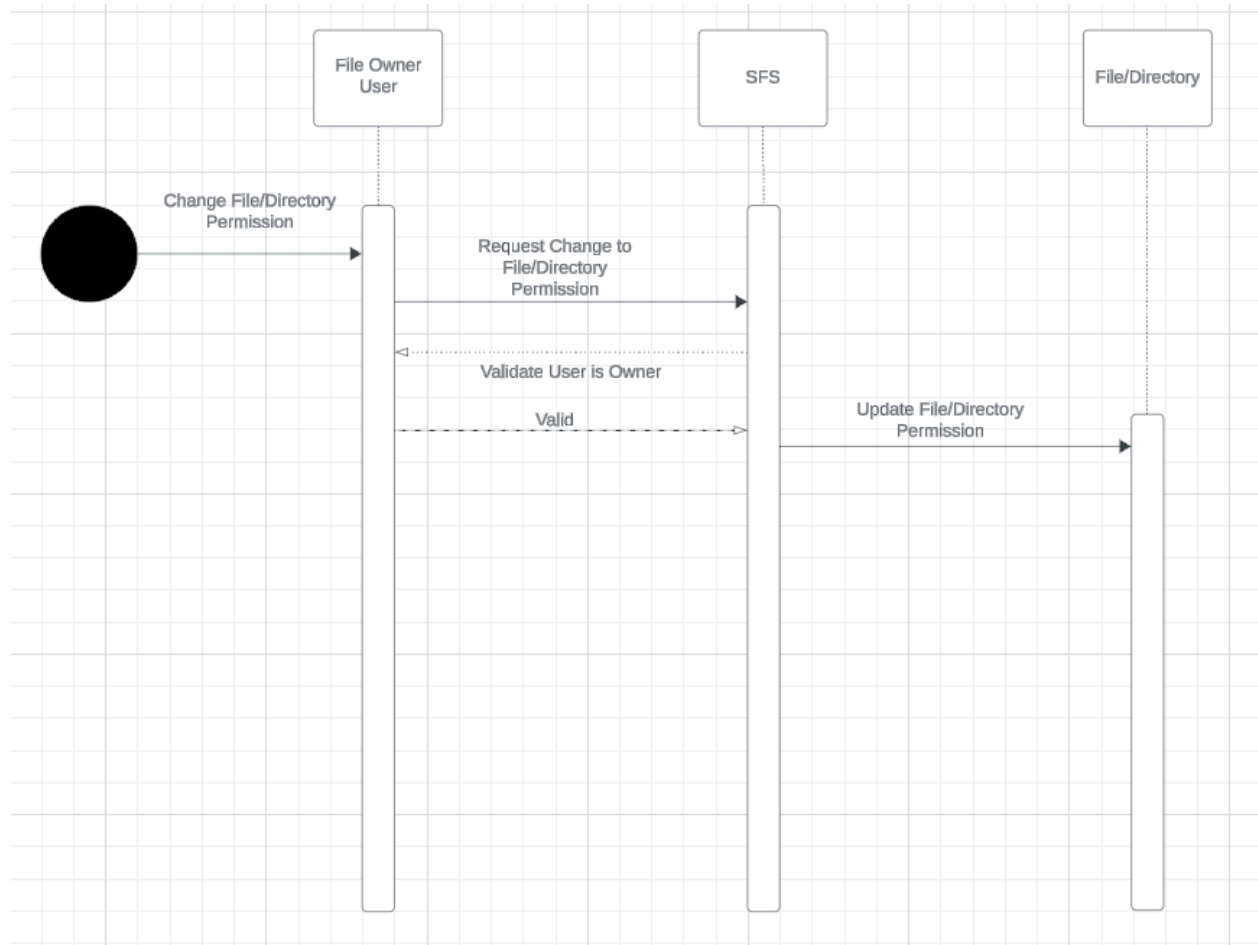 File Owner
User
SFS
File/Directory
Change File/Directory
Permission
Request Change to
File/Directory
Permission
Validate User is Owner
Valid
Update File/Directory
Permission